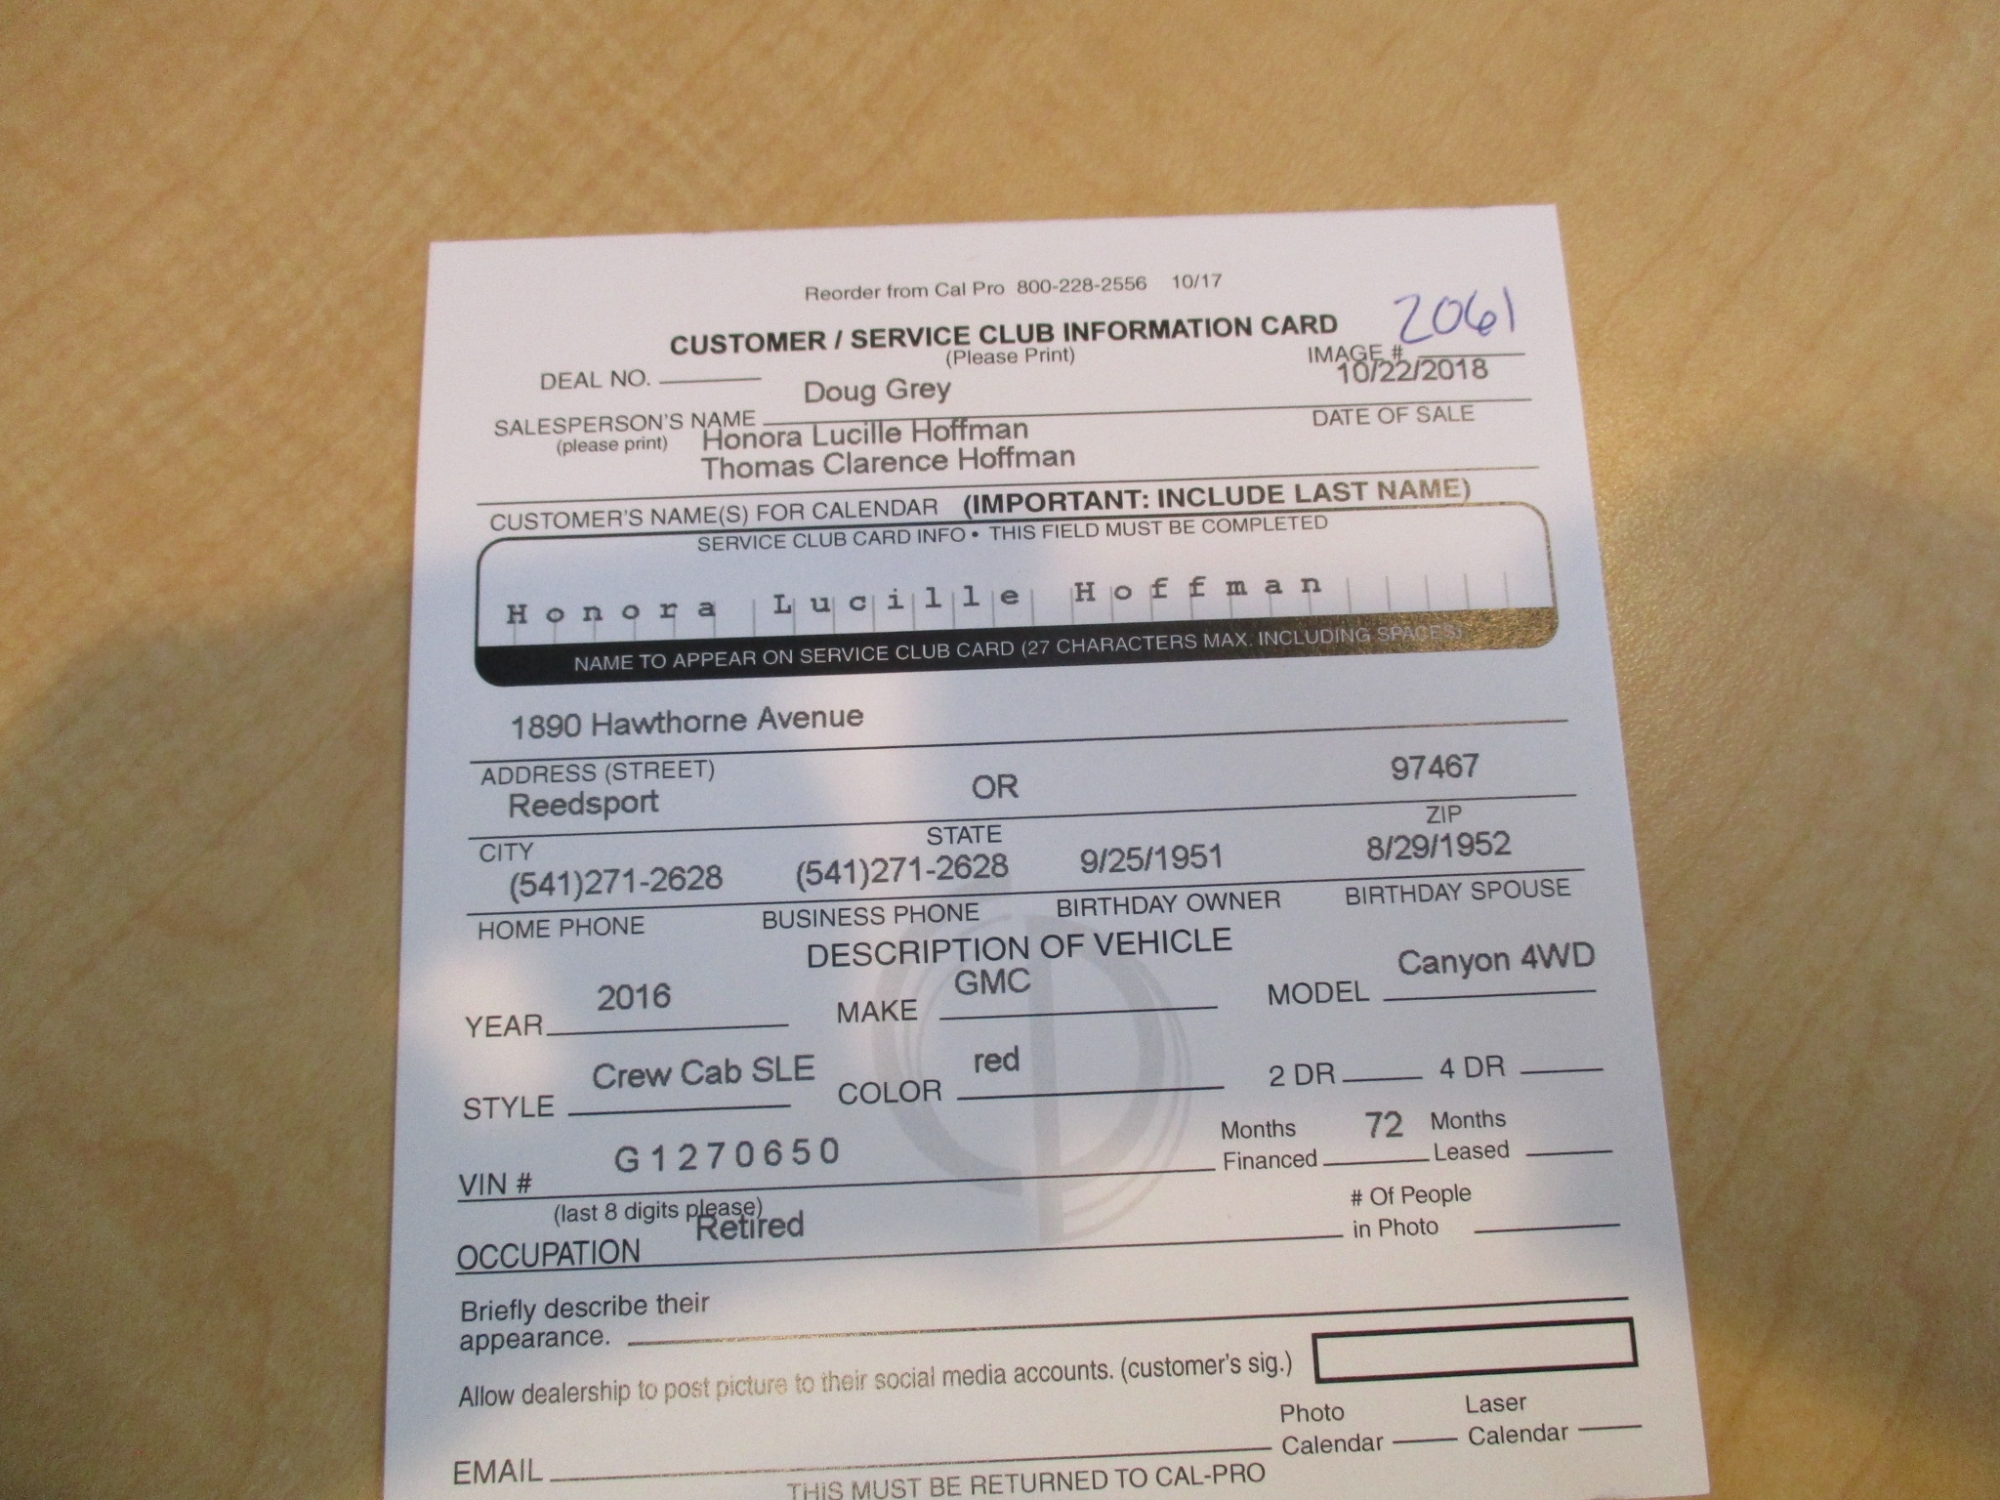 Reorder from Cal Pro 800-228-2556 10/17
CUSTOMER / SERVICE CLUB INFORMATION CARD
2061
(Please Print)
IMAGE #
DEAL NO.
Doug Grey
10/22/2018
SALESPERSON'S NAME
DATE OF SALE
(please print)
Honora Lucille Hoffman
Thomas Clarence Hoffman
CUSTOMER'S NAME(S) FOR CALENDAR (IMPORTANT: INCLUDE LAST NAME)
SERVICE CLUB CARD INFO • THIS FIELD MUST BE COMPLETED
Honora Lucille Hoffman
NAME TO APPEAR ON SERVICE CLUB CARD (27 CHARACTERS MAX. INCLUDING SPACES)
1890 Hawthorne Avenue
ADDRESS (STREET)
Reedsport OR 97467
CITY STATE ZIP
(541)271-2628 (541)271-2628 9/25/1951 8/29/1952
HOME PHONE BUSINESS PHONE BIRTHDAY OWNER BIRTHDAY SPOUSE
DESCRIPTION OF VEHICLE
YEAR 2016 MAKE GMC MODEL Canyon 4WD
STYLE Crew Cab SLE COLOR red 2 DR 4 DR
VIN # G1270650 Months Financed 72 Months Leased
(last 8 digits please)
OCCUPATION Retired # Of People in Photo
Briefly describe their
appearance.
Allow dealership to post picture to their social media accounts. (customer's sig.)
EMAIL Photo Calendar Laser Calendar
THIS MUST BE RETURNED TO CAL-PRO